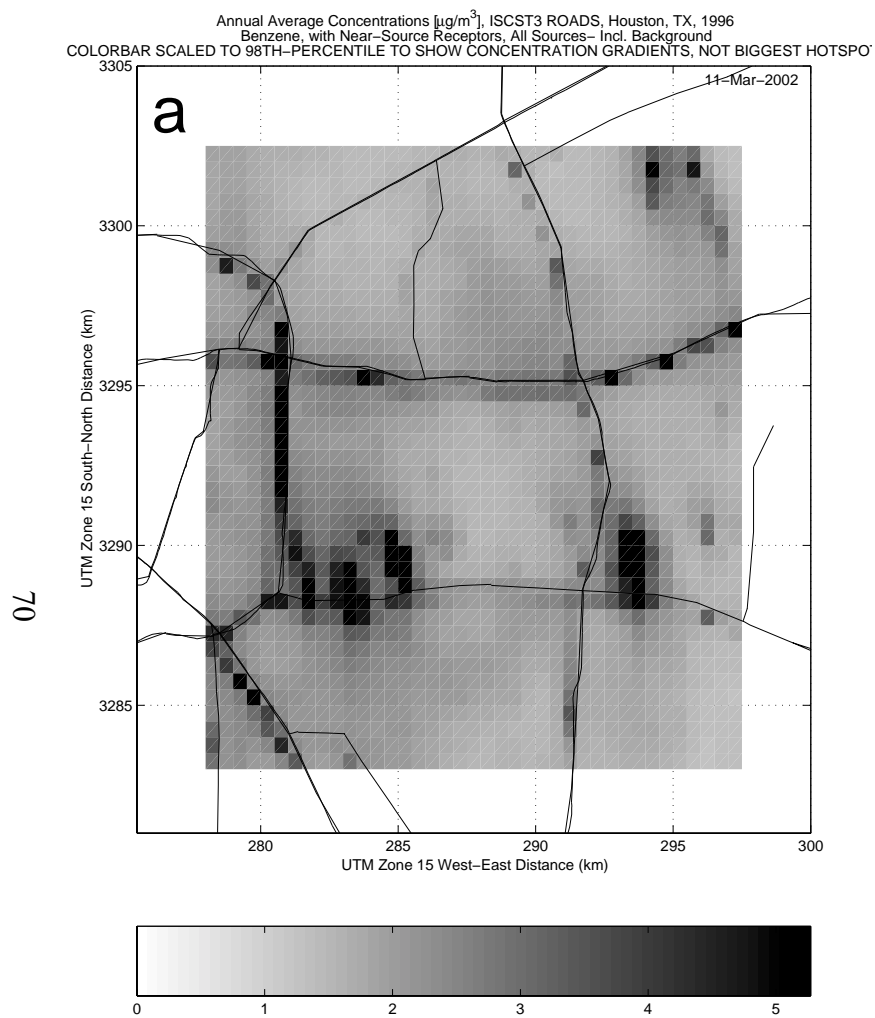 Annual Average Concentrations [μg/m3], ISCST3 ROADS, Houston, TX, 1996
Benzene, with Near−Source Receptors, All Sources− Incl. Background
COLORBAR SCALED TO 98TH−PERCENTILE TO SHOW CONCENTRATION GRADIENTS, NOT BIGGEST HOTSPOT
11−Mar−2002
a
3305
3300
3295
3290
3285
UTM Zone 15 South−North Distance (km)
280 285 290 295 300
UTM Zone 15 West−East Distance (km)
0 1 2 3 4 5
70